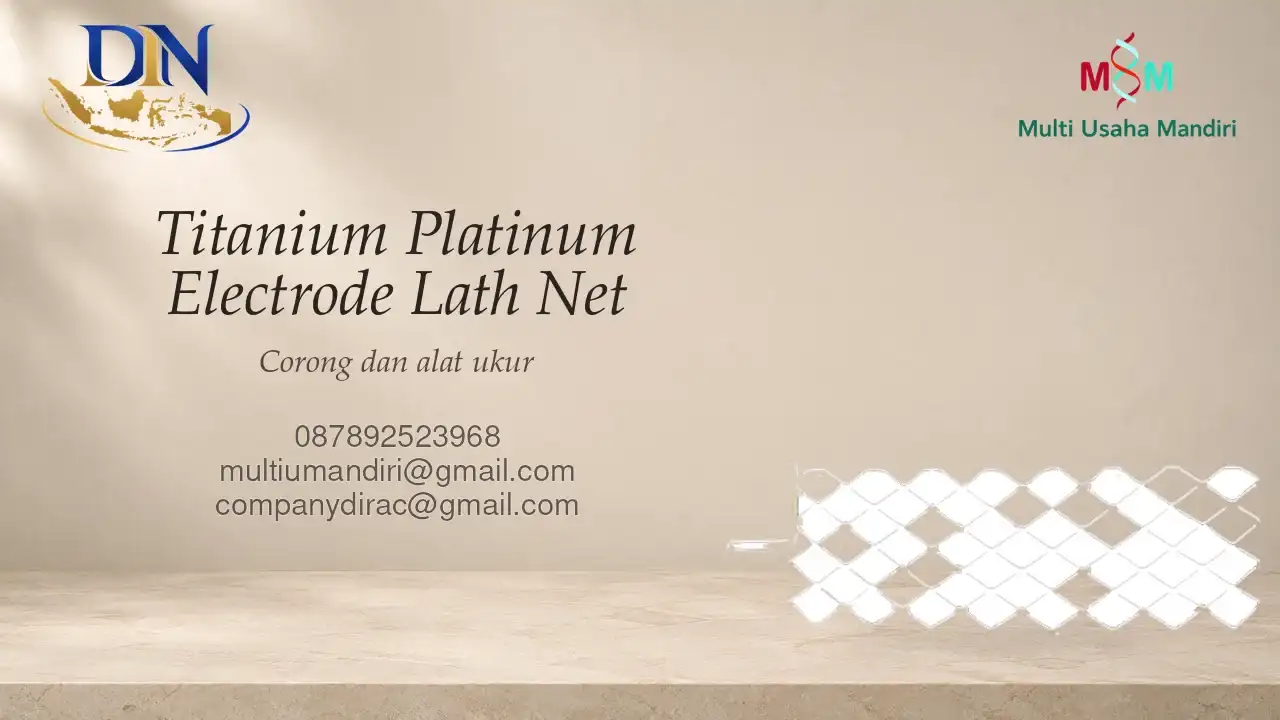 DN
M M
Multi Usaha Mandiri
Titanium Platinum
Electrode Lath Net
Corong dan alat ukur
087892523968
multiumandiri@gmail.com
companydirac@gmail.com